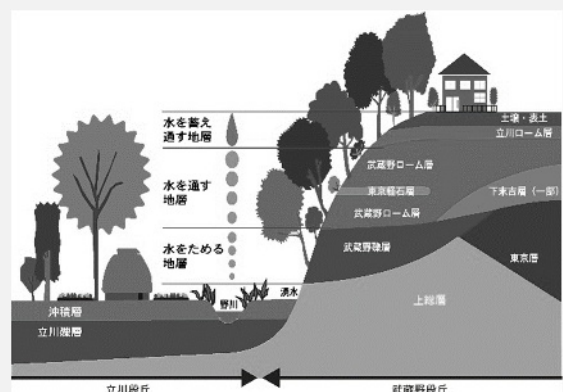 水を蓄え
通す地層
水を通す
地層
水をためる
地層
土壌・表土
立川ローム層
武蔵野ローム層
東京軽石層
下末吉層(一部)
武蔵野ローム層
武蔵野礫層
東京層
上総層
湧水
野川
沖積層
立川礫層
立川段丘
武蔵野段丘